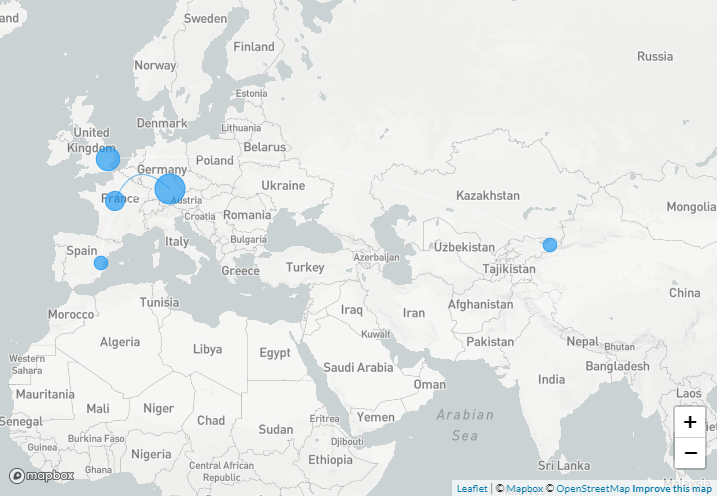 Sweden
Finland
Russia
Norway
Estonia
Denmark
Lithuania
United
Kingdom
Belarus
Poland
Germany
Ukraine
Kazakhstan
France
Austria
Mongolia
Croatia
Romania
Italy
Bulgaria
Spain
Üzbekistan
Azerbaijan
Greece
Turkey
Tajikistan
China
Tunisia
Morocco
Afghanistan
Iraq
Iran
Algeria
Kuwait
Pakistan
Nepal
Bhutan
Libya
Egypt
Western
Sahara
Saudi Arabia
Bangladesh
India
Oman
Mauritania
Laos
Mali
Niger
Arabian
Sea
Chad
Yemen
Senegal
Eritrea
Sudan
Burkina Faso
Djibouti
Guinea
Nigeria
Ethiopia
Central African
Republic
Ghana
Sri Lanka
+
−
mapbox
Malaysia
Leaflet | © Mapbox © OpenStreetMap Improve this map